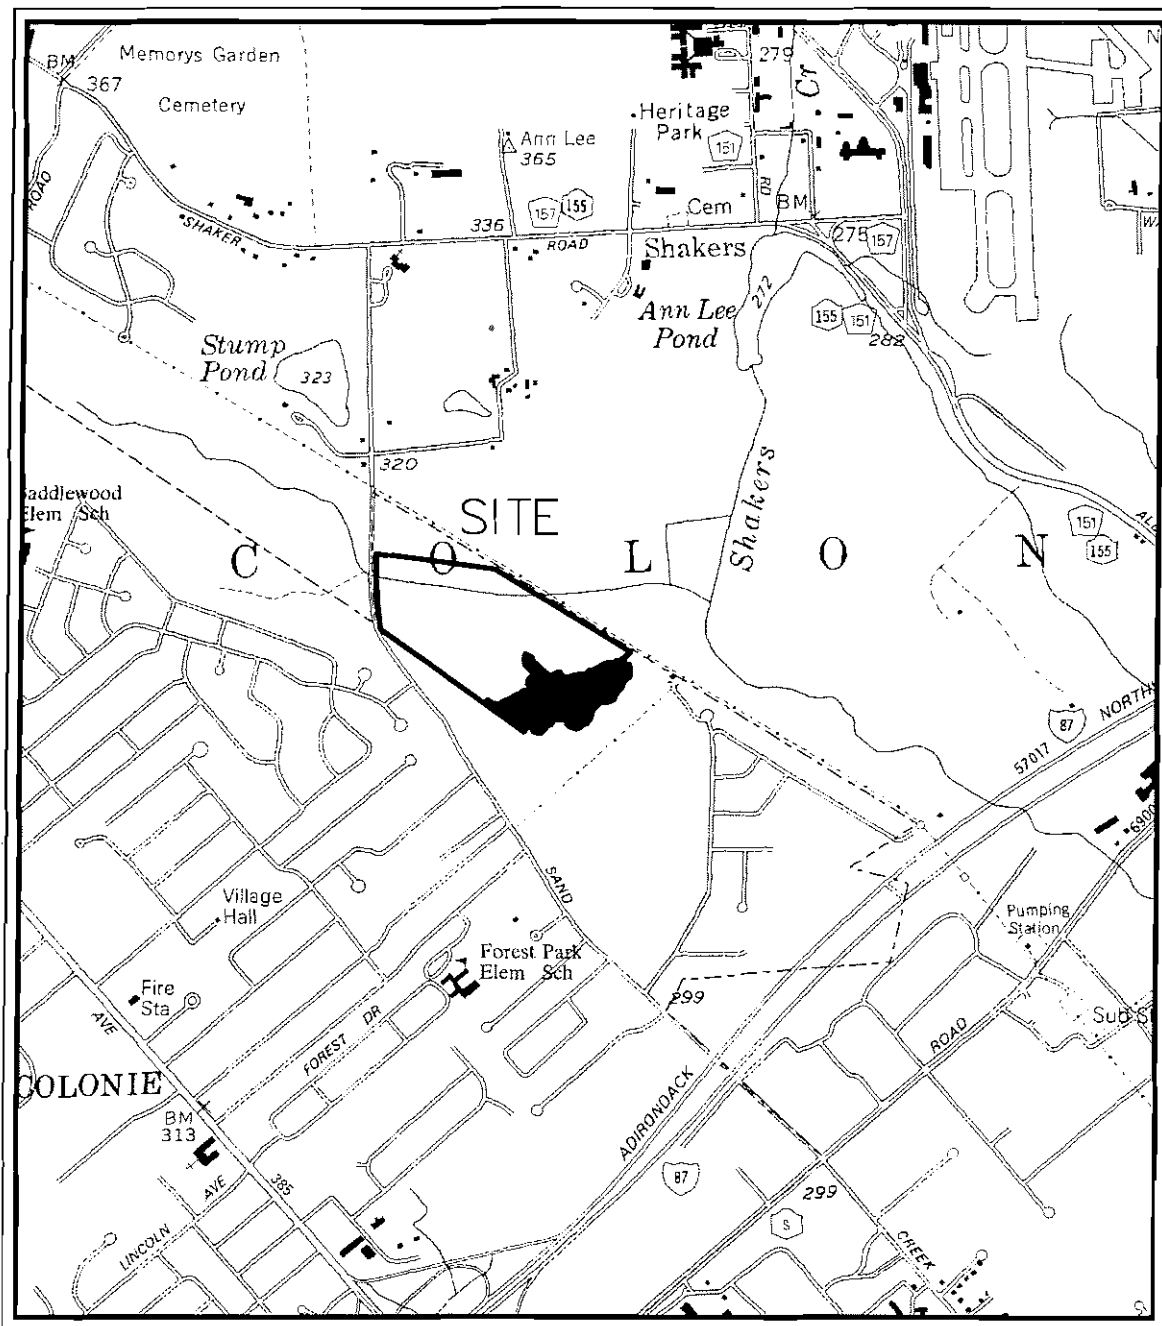 BM
367
Memorys Garden
Cemetery
ROAD
SHAKER
Ann Lee
365
157
155
336
ROAD
Heritage
Park
151
279
Cr
RD
Cem
BM
Shakers
275
157
272
Ann Lee
Pond
155
151
282
Stump
Pond
323
320
Shakers
Elem Sch
SITE
C O L O N
151
155
87
57017
SAND
Village
Hall
Forest Park
Elem Sch
Fire
Sta
AVE
FOREST DR
299
Pumping
Station
ROAD
COLONIE
BM
313
ADIRONDACK
87
AVE
385
LINCOLN
299
S
CREEK